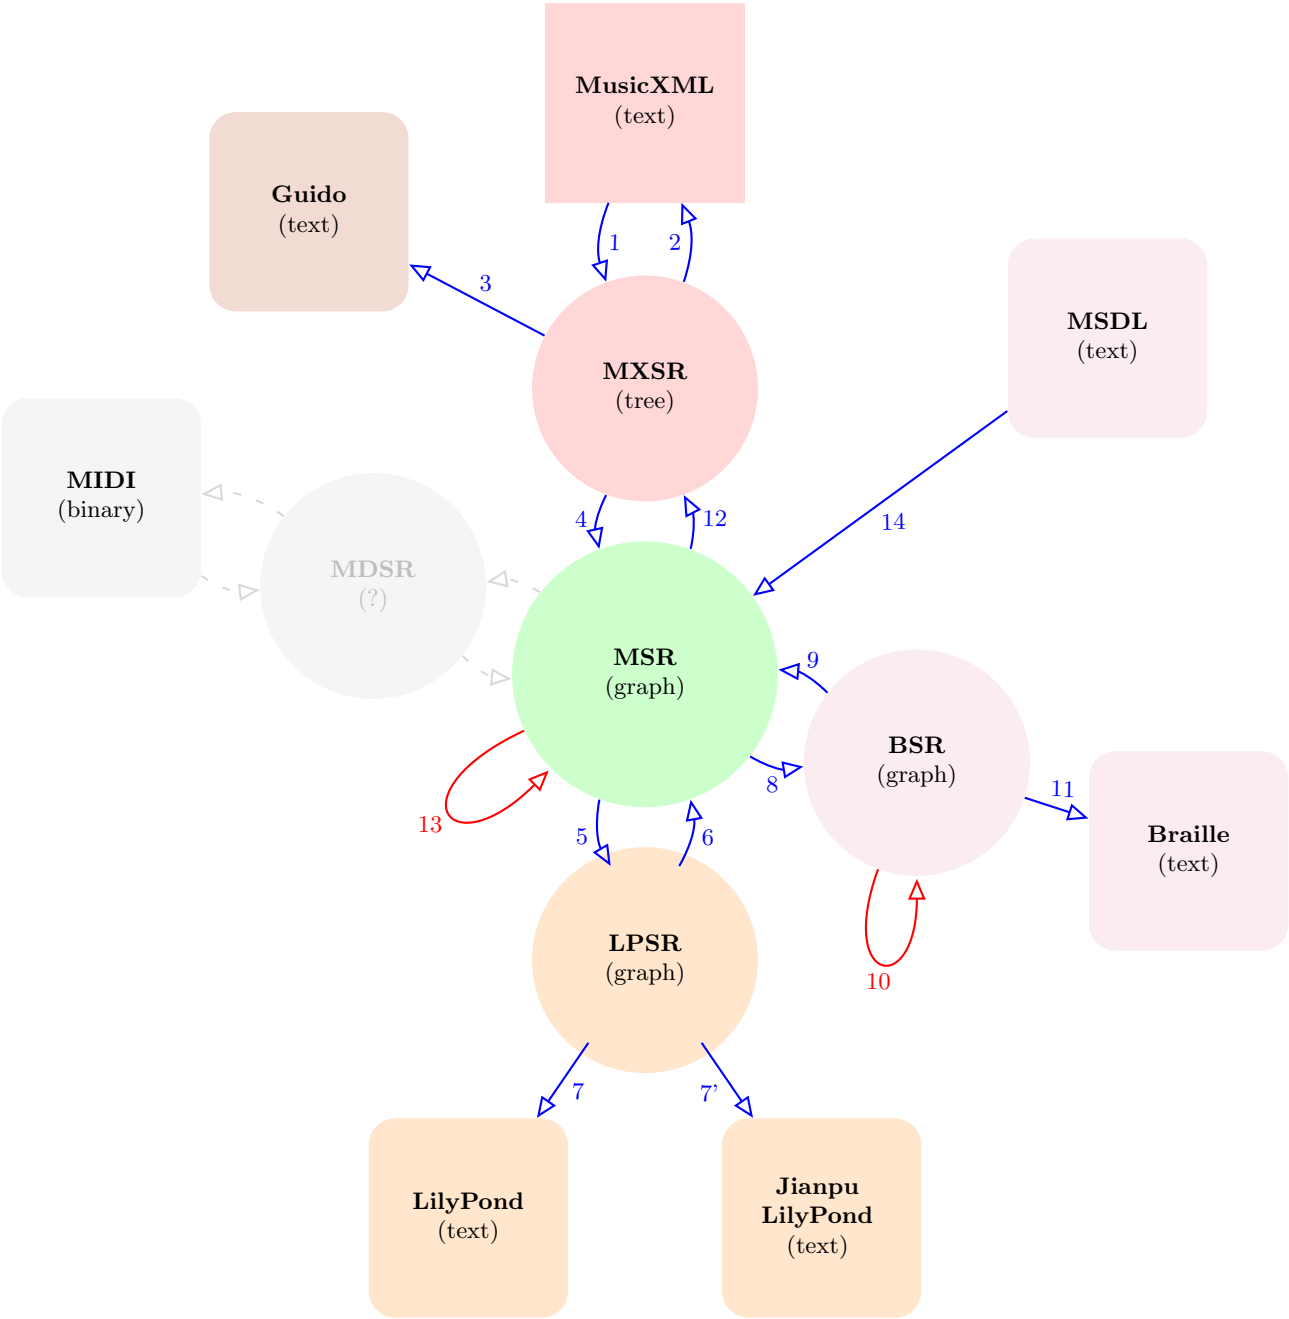 MusicXML
(text)
Guido
(text)
1
2
3
MSDL
(text)
MXSR
(tree)
MIDI
(binary)
4
12
14
MDSR
(?)
MSR
(graph)
9
BSR
(graph)
8
11
13
5
6
Braille
(text)
LPSR
(graph)
10
7
7'
LilyPond
(text)
Jianpu
LilyPond
(text)